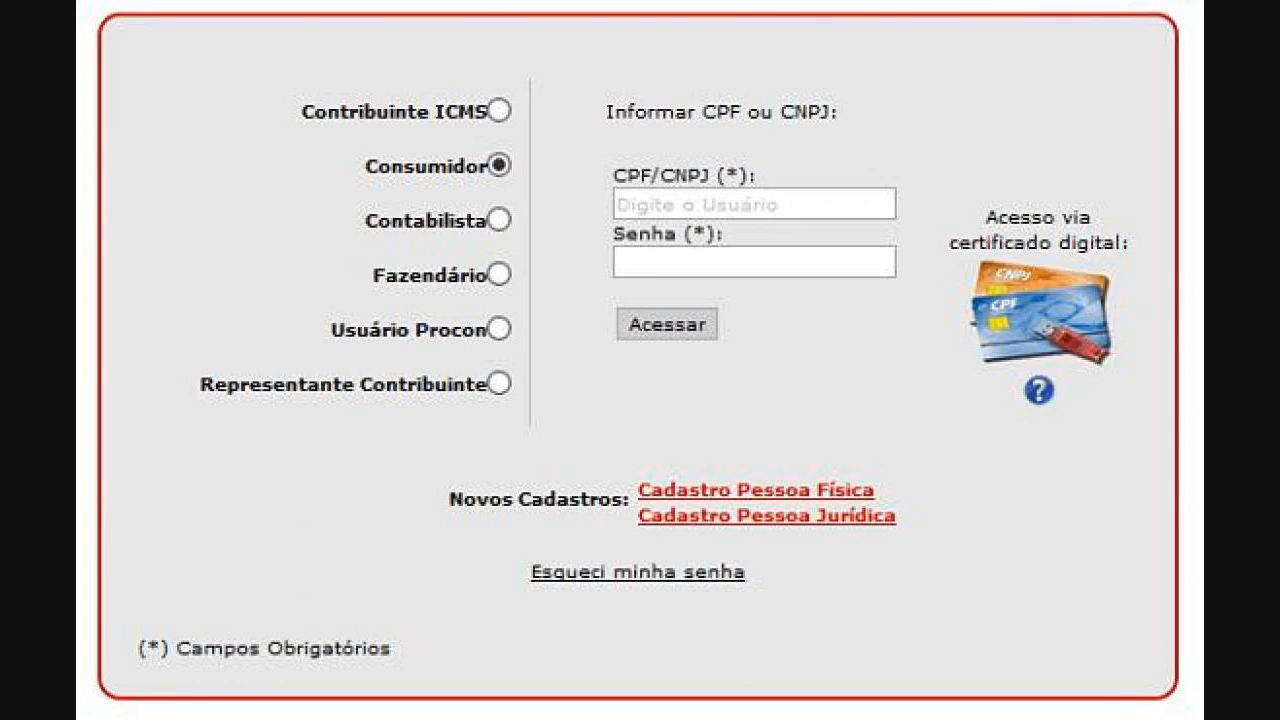 Contribuinte ICMS
Consumidor
Contabilista
Fazendário
Usuário Procon
Representante Contribuinte
Informar CPF ou CNPJ:
CPF/CNPJ (*):
Digite o Usuário
Senha (*):
Acessar
Acesso via
certificado digital:
CNPJ
CPF
?
Novos Cadastros:
Cadastro Pessoa Física
Cadastro Pessoa Jurídica
Esqueci minha senha
(*) Campos Obrigatórios